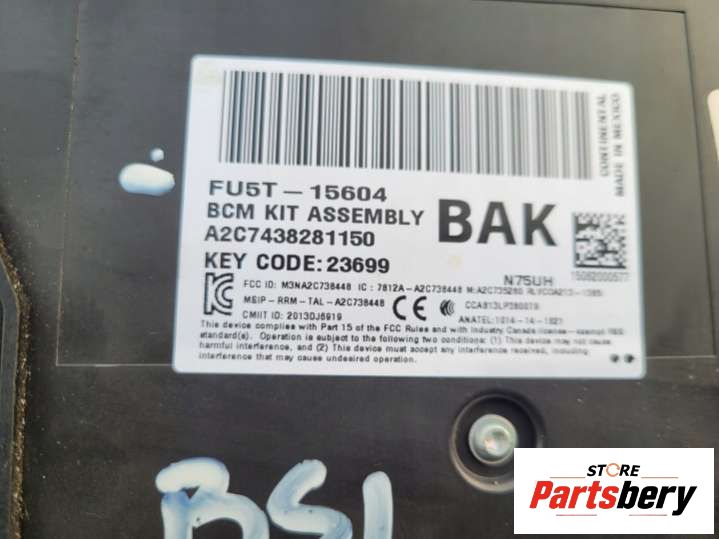 CONTINENTAL
MADE IN MEXICO
FU5T-15604
BCM KIT ASSEMBLY BAK
A2C7438281150
KEY CODE:23699
N75UH 15082000577
FCC ID: M3NA2C738448 IC: 7812A-A2C738448
MSIP-RRM-TAL-A2C738448
CE
CMIIT ID: 2013DJ6919
ANATEL:1014-14-1521
This device complies with Part 15 of the FCC Rules and with Industry Canada license-exempt RSS
standard(s). Operation is subject to the following two conditions: (1) This device may not cause
harmful interference, and (2) This device must accept any interference received, including
interference that may cause undesired operation.
BSI
STORE
Partsbery